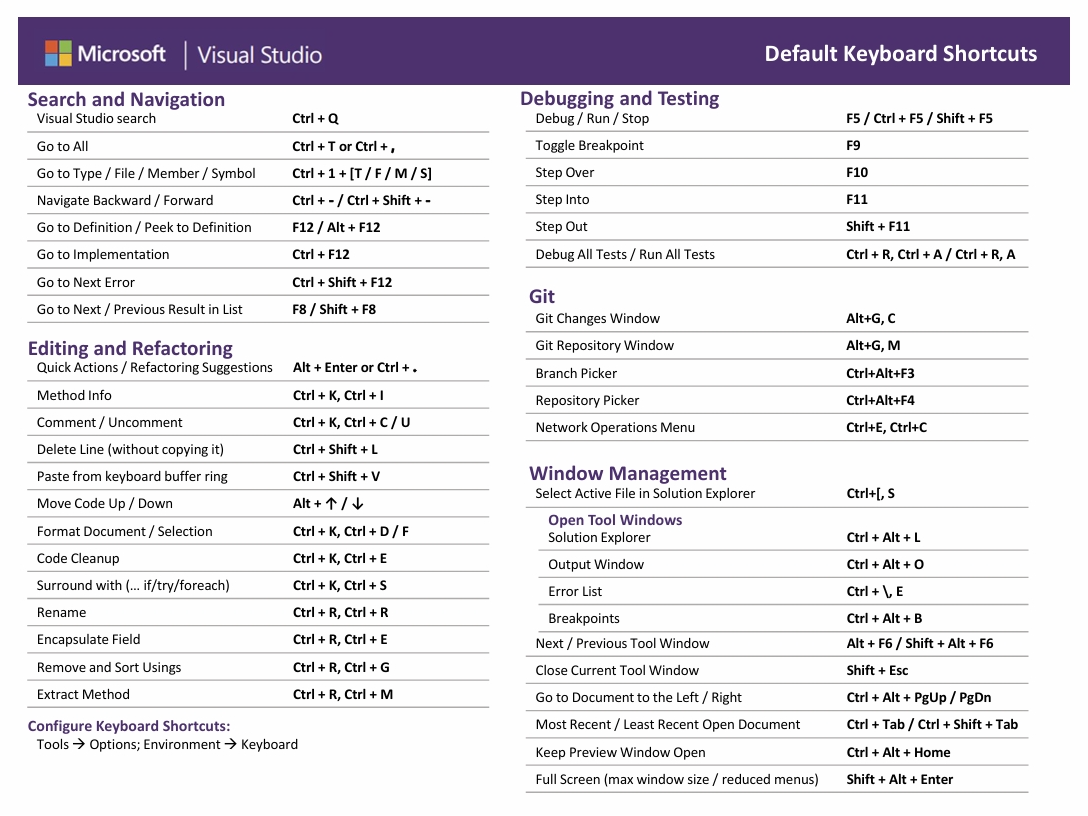 Microsoft | Visual Studio
Default Keyboard Shortcuts
Search and Navigation
Visual Studio search Ctrl + Q
Go to All Ctrl + T or Ctrl + ,
Go to Type / File / Member / Symbol Ctrl + 1 + [T / F / M / S]
Navigate Backward / Forward Ctrl + - / Ctrl + Shift + -
Go to Definition / Peek to Definition F12 / Alt + F12
Go to Implementation Ctrl + F12
Go to Next Error Ctrl + Shift + F12
Go to Next / Previous Result in List F8 / Shift + F8
Editing and Refactoring
Quick Actions / Refactoring Suggestions Alt + Enter or Ctrl + .
Method Info Ctrl + K, Ctrl + I
Comment / Uncomment Ctrl + K, Ctrl + C / U
Delete Line (without copying it) Ctrl + Shift + L
Paste from keyboard buffer ring Ctrl + Shift + V
Move Code Up / Down Alt + ↑ / ↓
Format Document / Selection Ctrl + K, Ctrl + D / F
Code Cleanup Ctrl + K, Ctrl + E
Surround with (... if/try/foreach) Ctrl + K, Ctrl + S
Rename Ctrl + R, Ctrl + R
Encapsulate Field Ctrl + R, Ctrl + E
Remove and Sort Usings Ctrl + R, Ctrl + G
Extract Method Ctrl + R, Ctrl + M
Configure Keyboard Shortcuts:
Tools → Options; Environment → Keyboard
Debugging and Testing
Debug / Run / Stop F5 / Ctrl + F5 / Shift + F5
Toggle Breakpoint F9
Step Over F10
Step Into F11
Step Out Shift + F11
Debug All Tests / Run All Tests Ctrl + R, Ctrl + A / Ctrl + R, A
Git
Git Changes Window Alt+G, C
Git Repository Window Alt+G, M
Branch Picker Ctrl+Alt+F3
Repository Picker Ctrl+Alt+F4
Network Operations Menu Ctrl+E, Ctrl+C
Window Management
Select Active File in Solution Explorer Ctrl+[, S
Open Tool Windows
Solution Explorer Ctrl + Alt + L
Output Window Ctrl + Alt + O
Error List Ctrl + \, E
Breakpoints Ctrl + Alt + B
Next / Previous Tool Window Alt + F6 / Shift + Alt + F6
Close Current Tool Window Shift + Esc
Go to Document to the Left / Right Ctrl + Alt + PgUp / PgDn
Most Recent / Least Recent Open Document Ctrl + Tab / Ctrl + Shift + Tab
Keep Preview Window Open Ctrl + Alt + Home
Full Screen (max window size / reduced menus) Shift + Alt + Enter